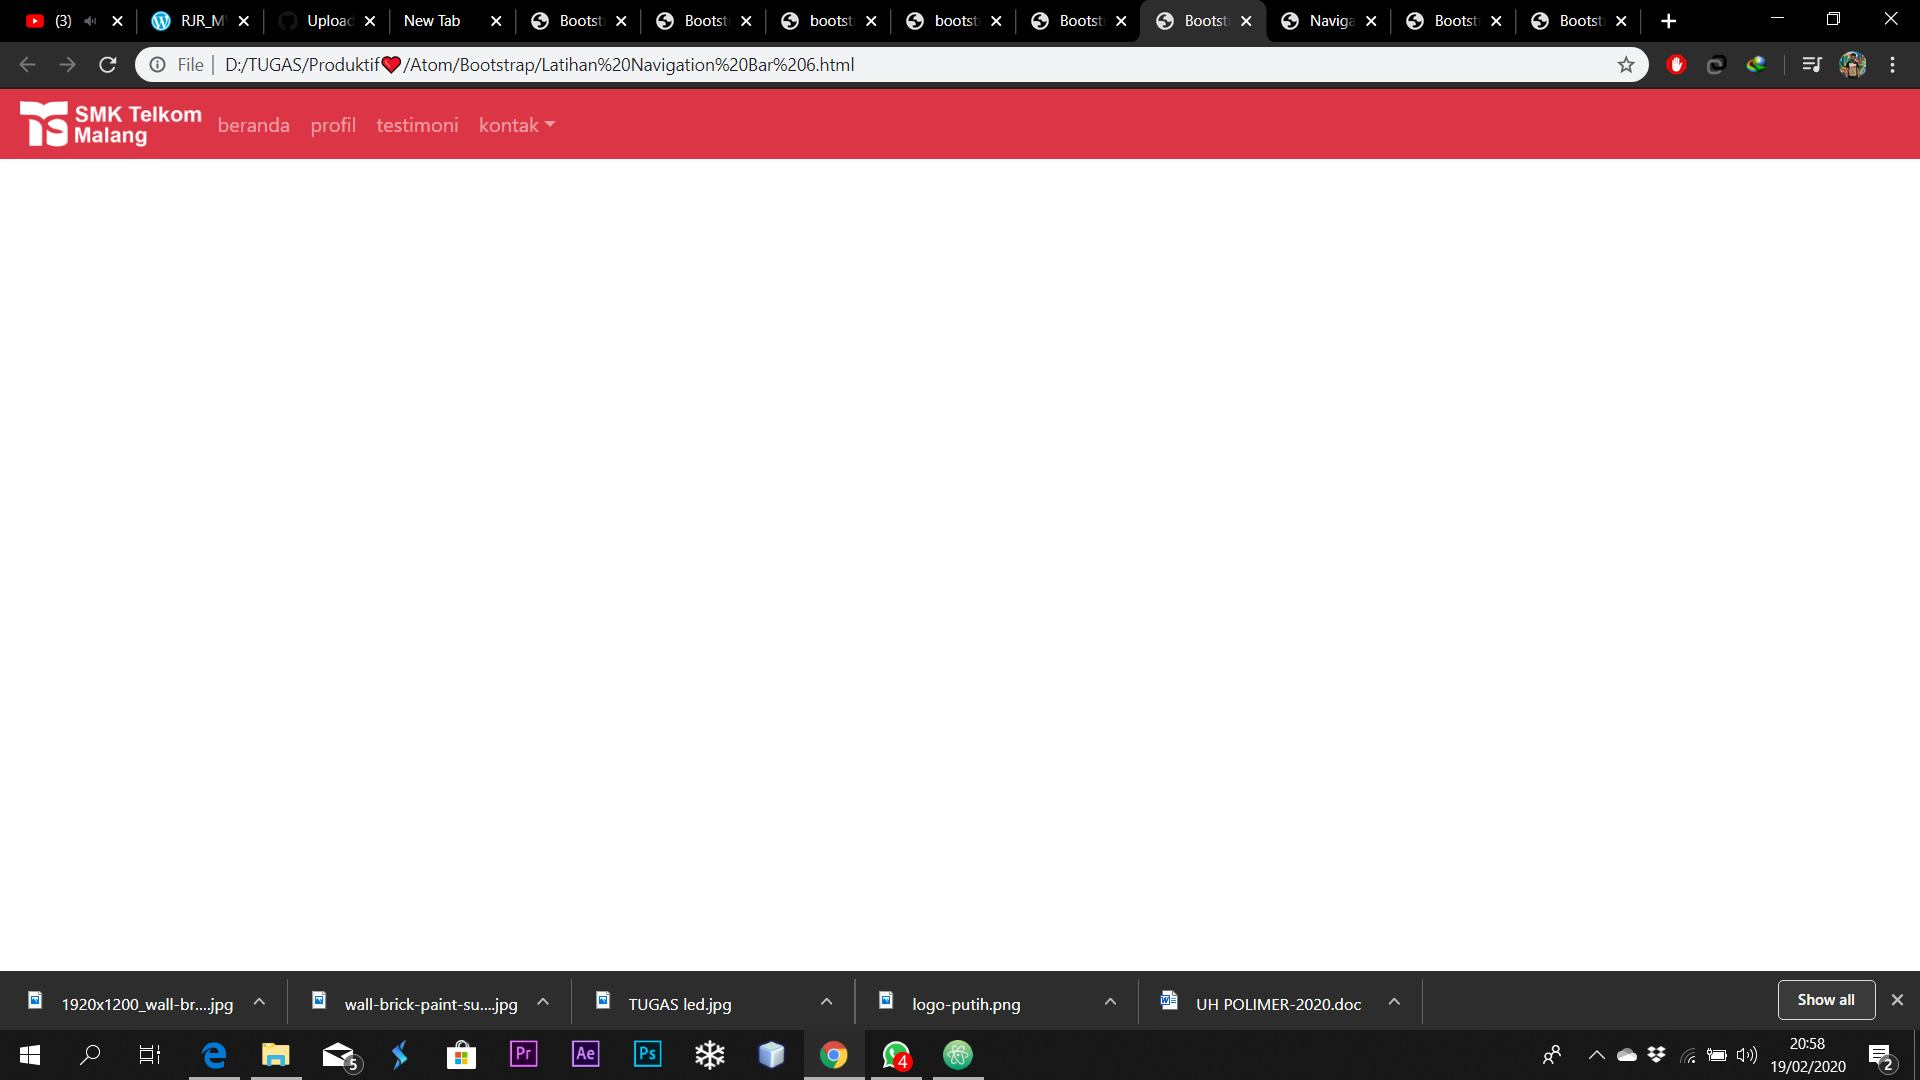 (3)
RJR_M
Upload
New Tab
Bootst
Bootst
bootst
bootst
Bootst
Bootst
Naviga
Bootst
Bootst
File
D:/TUGAS/Produktif❤/Atom/Bootstrap/Latihan%20Navigation%20Bar%206.html
SMK Telkom
Malang
beranda
profil
testimoni
kontak
1920x1200_wall-br....jpg
wall-brick-paint-su....jpg
TUGAS led.jpg
logo-putih.png
UH POLIMER-2020.doc
Show all
5
Pr
Ae
Ps
4
20:58
19/02/2020
2